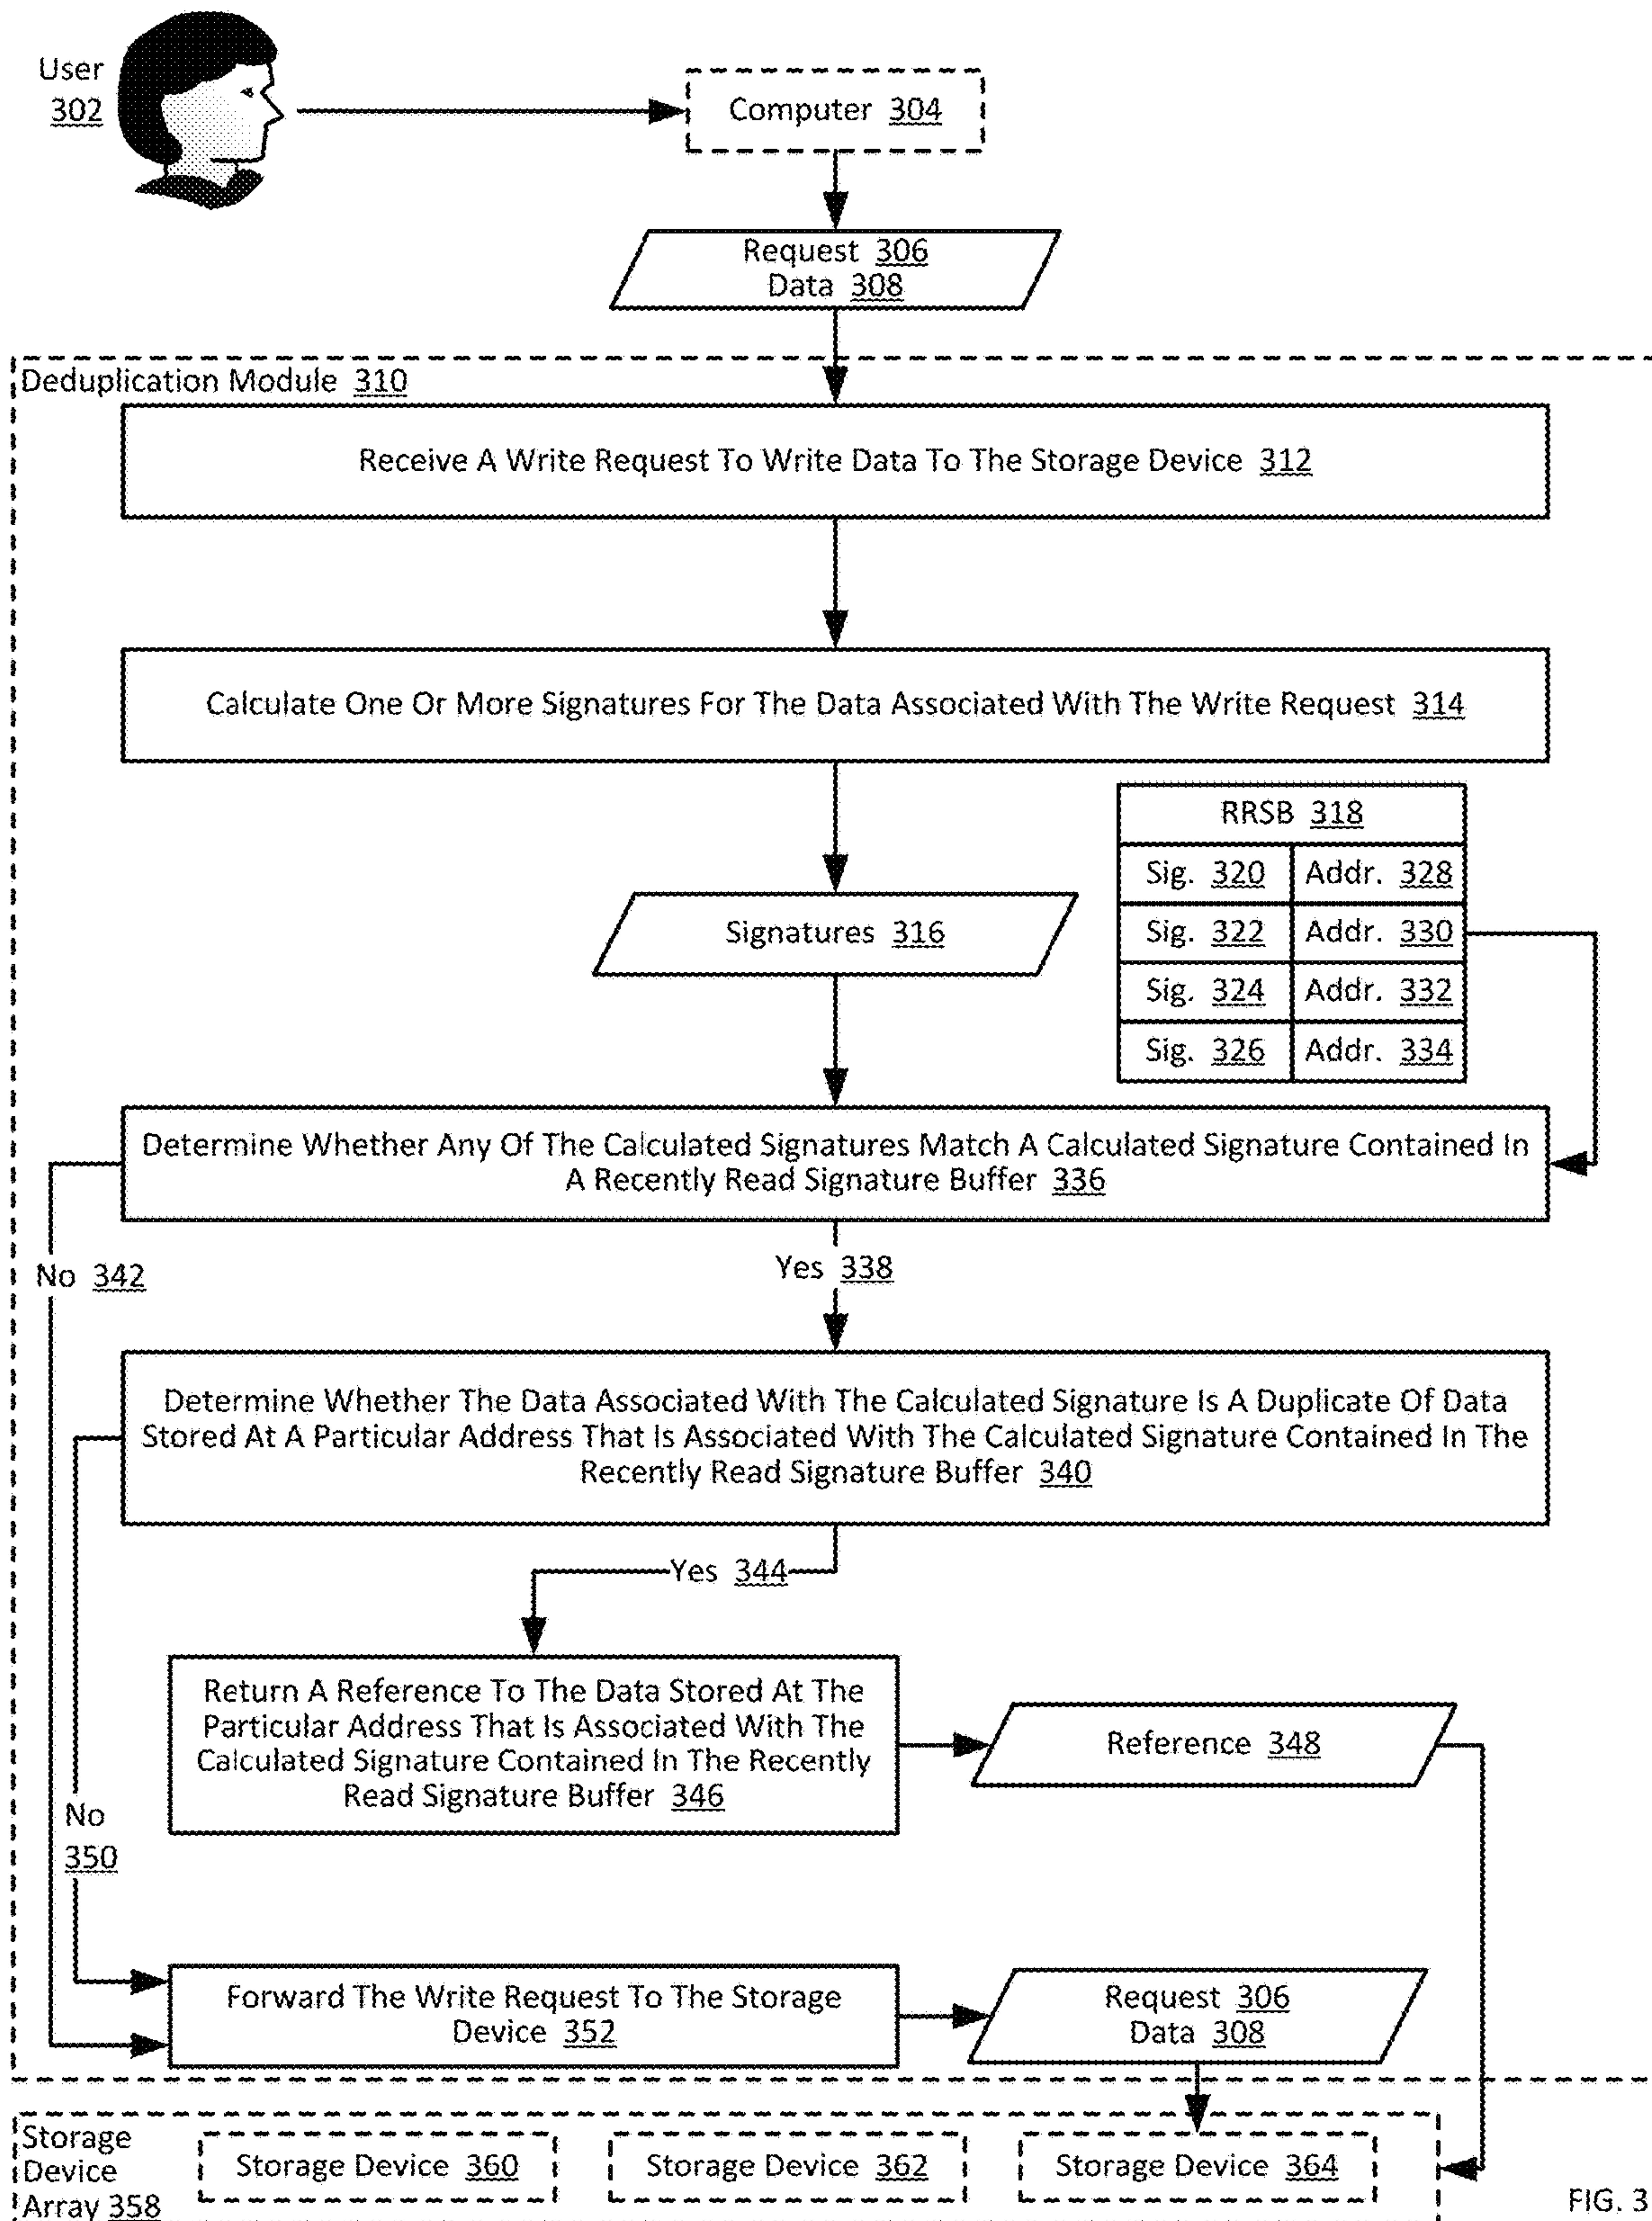 User
302
Computer 304
Request 306
Data 308
Deduplication Module 310
Receive A Write Request To Write Data To The Storage Device 312
Calculate One Or More Signatures For The Data Associated With The Write Request 314
RRSB 318
Sig. 320 Addr. 328
Signatures 316
Sig. 322 Addr. 330
Sig. 324 Addr. 332
Sig. 326 Addr. 334
Determine Whether Any Of The Calculated Signatures Match A Calculated Signature Contained In
A Recently Read Signature Buffer 336
No 342
Yes 338
Determine Whether The Data Associated With The Calculated Signature Is A Duplicate Of Data
Stored At A Particular Address That Is Associated With The Calculated Signature Contained In The
Recently Read Signature Buffer 340
Yes 344
Return A Reference To The Data Stored At The
Particular Address That Is Associated With The
Calculated Signature Contained In The Recently
Read Signature Buffer 346
Reference 348
No
350
Forward The Write Request To The Storage
Device 352
Request 306
Data 308
Storage
Device
Array 358
Storage Device 360
Storage Device 362
Storage Device 364
FIG. 3